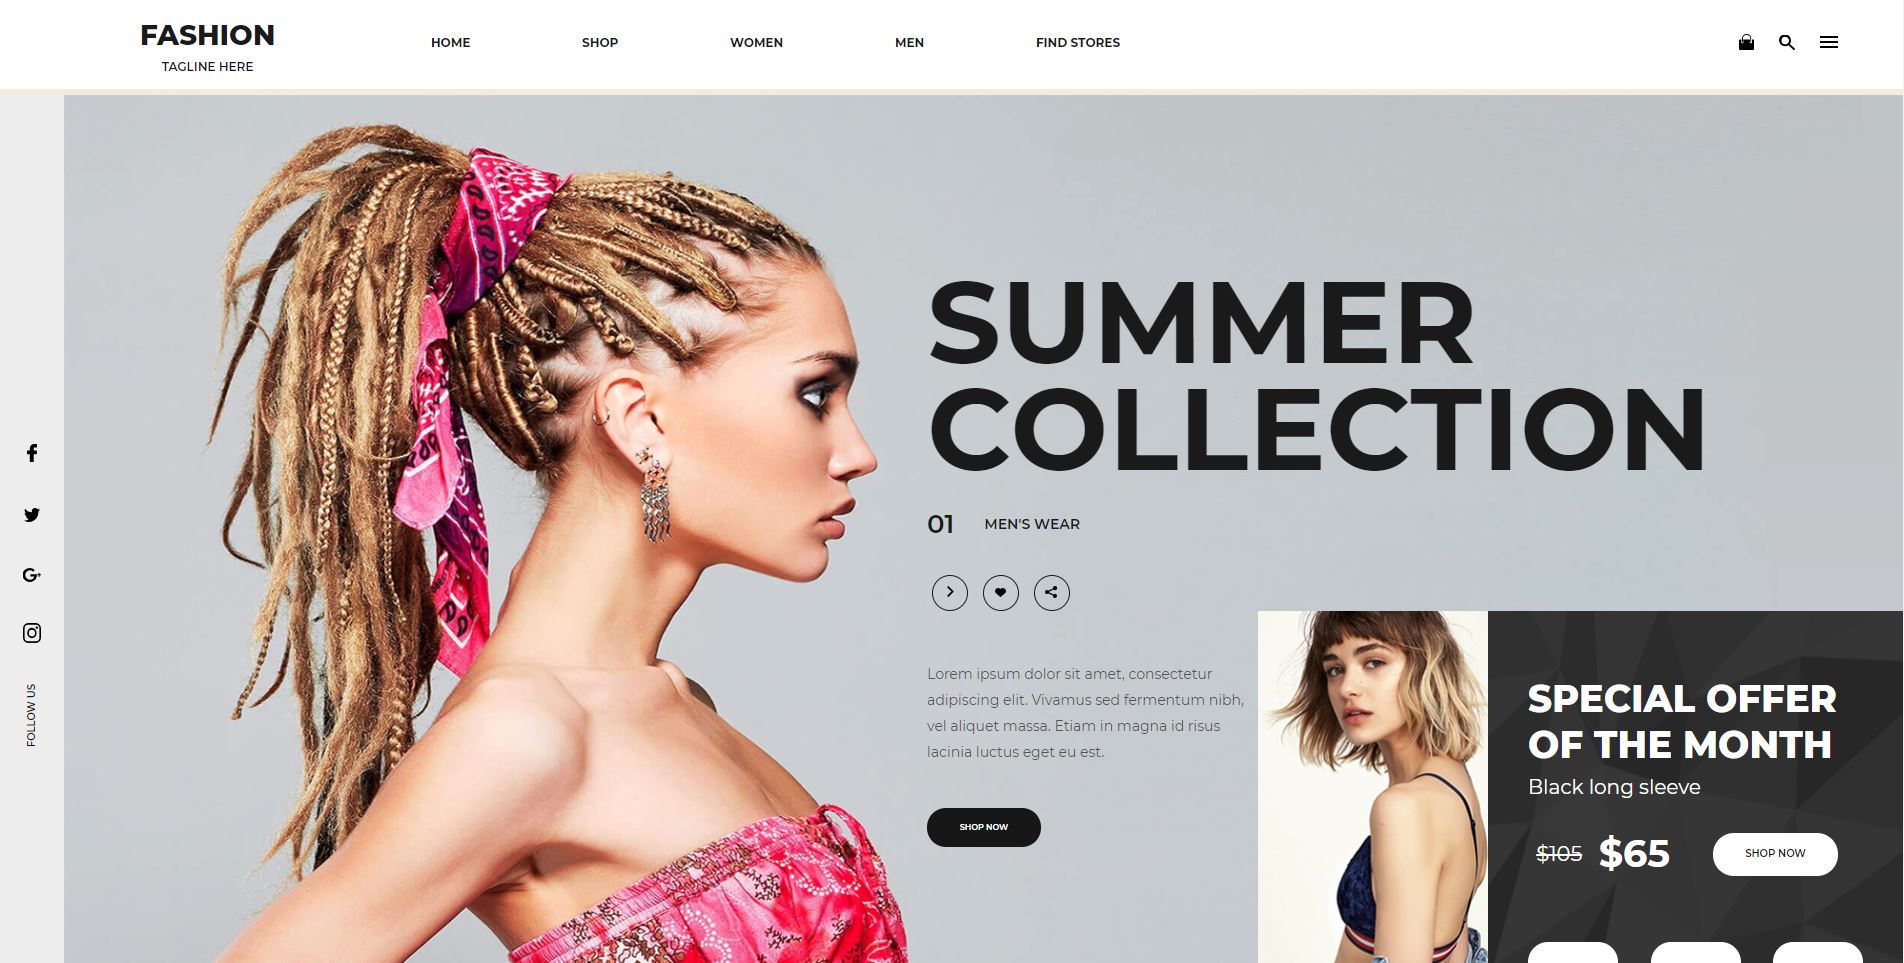 FASHION
TAGLINE HERE
HOME
SHOP
WOMEN
MEN
FIND STORES
SUMMER
COLLECTION
01 MEN'S WEAR
Lorem ipsum dolor sit amet, consectetur
adipiscing elit. Vivamus sed fermentum nibh,
vel aliquet massa. Etiam in magna id risus
lacinia luctus eget eu est.
SHOP NOW
FOLLOW US
SPECIAL OFFER
OF THE MONTH
Black long sleeve
$105 $65
SHOP NOW